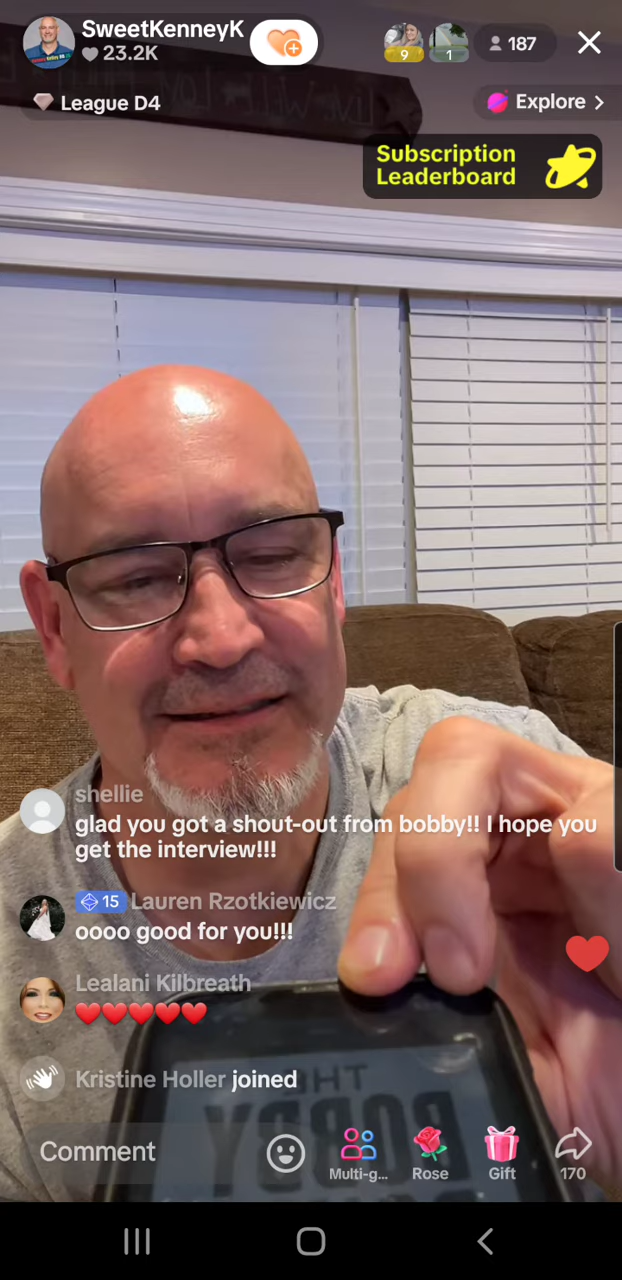 SweetKenneyK
23.2K
9
1
187
League D4
Explore
Subscription
Leaderboard
shellie
glad you got a shout-out from bobby!! I hope you
get the interview!!!
15 Lauren Rzotkiewicz
oooo good for you!!!
Lealani Kilbreath
❤️❤️❤️❤️❤️
Kristine Holler joined
THE
BOBBY
Comment
Multi-g...
Rose
Gift
170